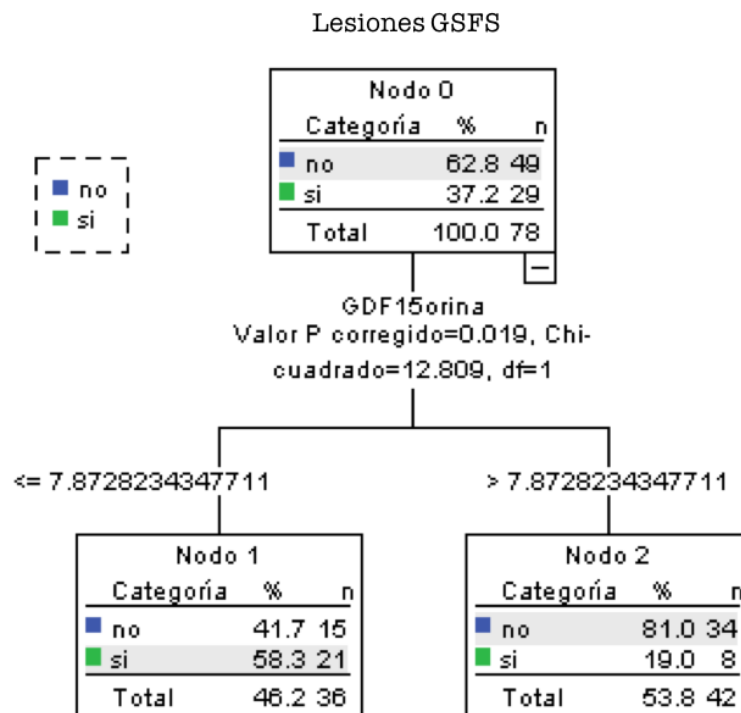 Lesiones GSFS
Nodo 0
Categoría % n
no 62.8 49
si 37.2 29
Total 100.0 78
no
si
GDF15orina
Valor P corregido=0.019, Chi-
cuadrado=12.809, df=1
<= 7.8728234347711
> 7.8728234347711
Nodo 1
Categoría % n
no 41.7 15
si 58.3 21
Total 46.2 36
Nodo 2
Categoría % n
no 81.0 34
si 19.0 8
Total 53.8 42